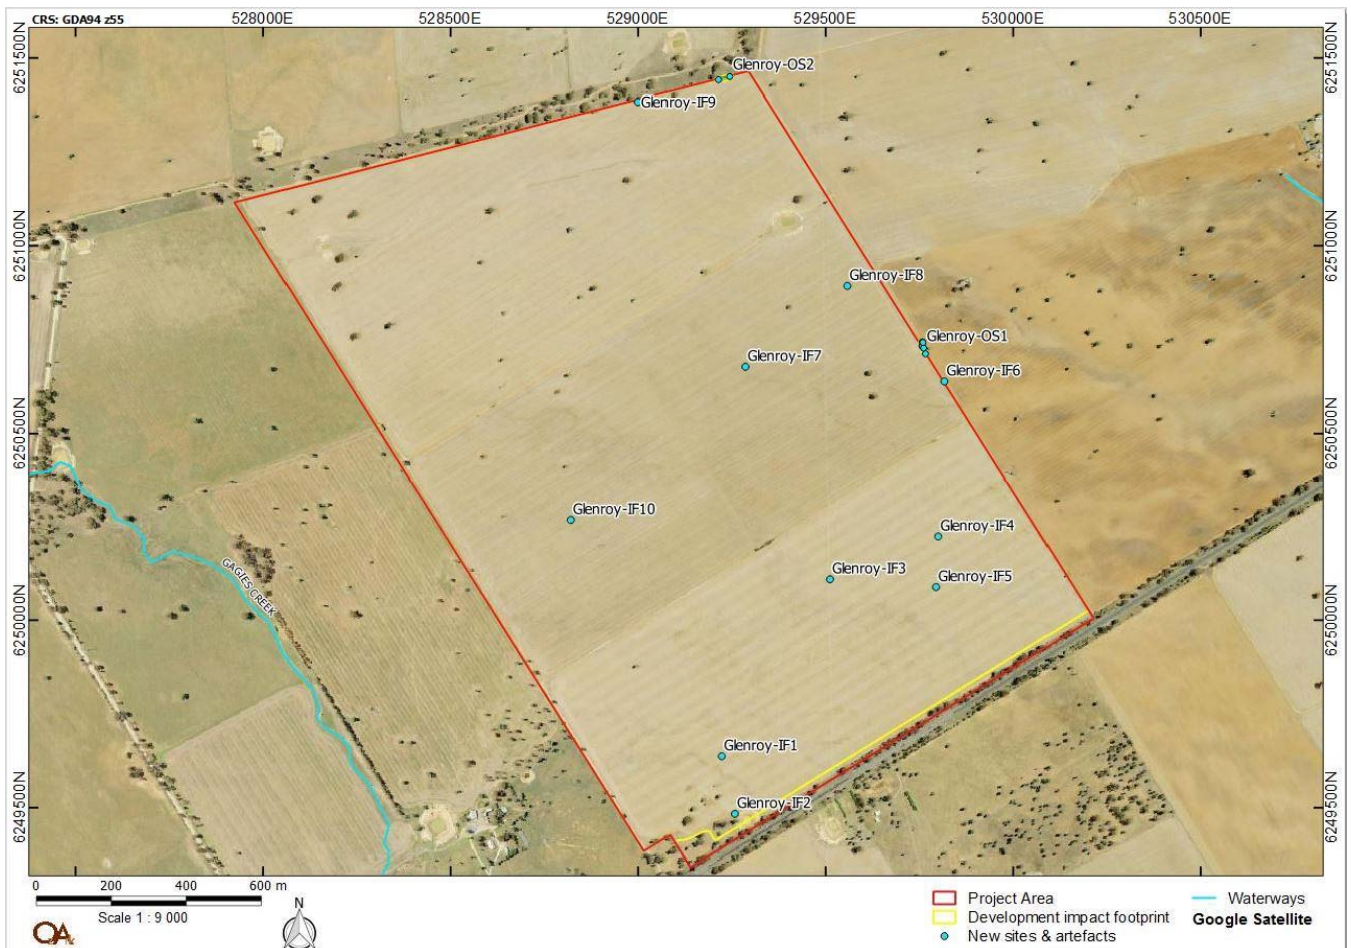 CRS: GDA94 z55
528000E
528500E
529000E
529500E
530000E
530500E
6251500N
6251500N
Glenroy-OS2
Glenroy-IF9
6251000N
6251000N
Glenroy-IF8
Glenroy-OS1
Glenroy-IF7
Glenroy-IF6
6250500N
6250500N
Glenroy-IF10
Glenroy-IF4
Glenroy-IF3
Glenroy-IF5
GAGIES CREEK
6250000N
6250000N
Glenroy-IF1
Glenroy-IF2
6249500N
6249500N
0 200 400 600 m
Scale 1 : 9 000
N
Project Area
Development impact footprint
New sites & artefacts
Waterways
Google Satellite